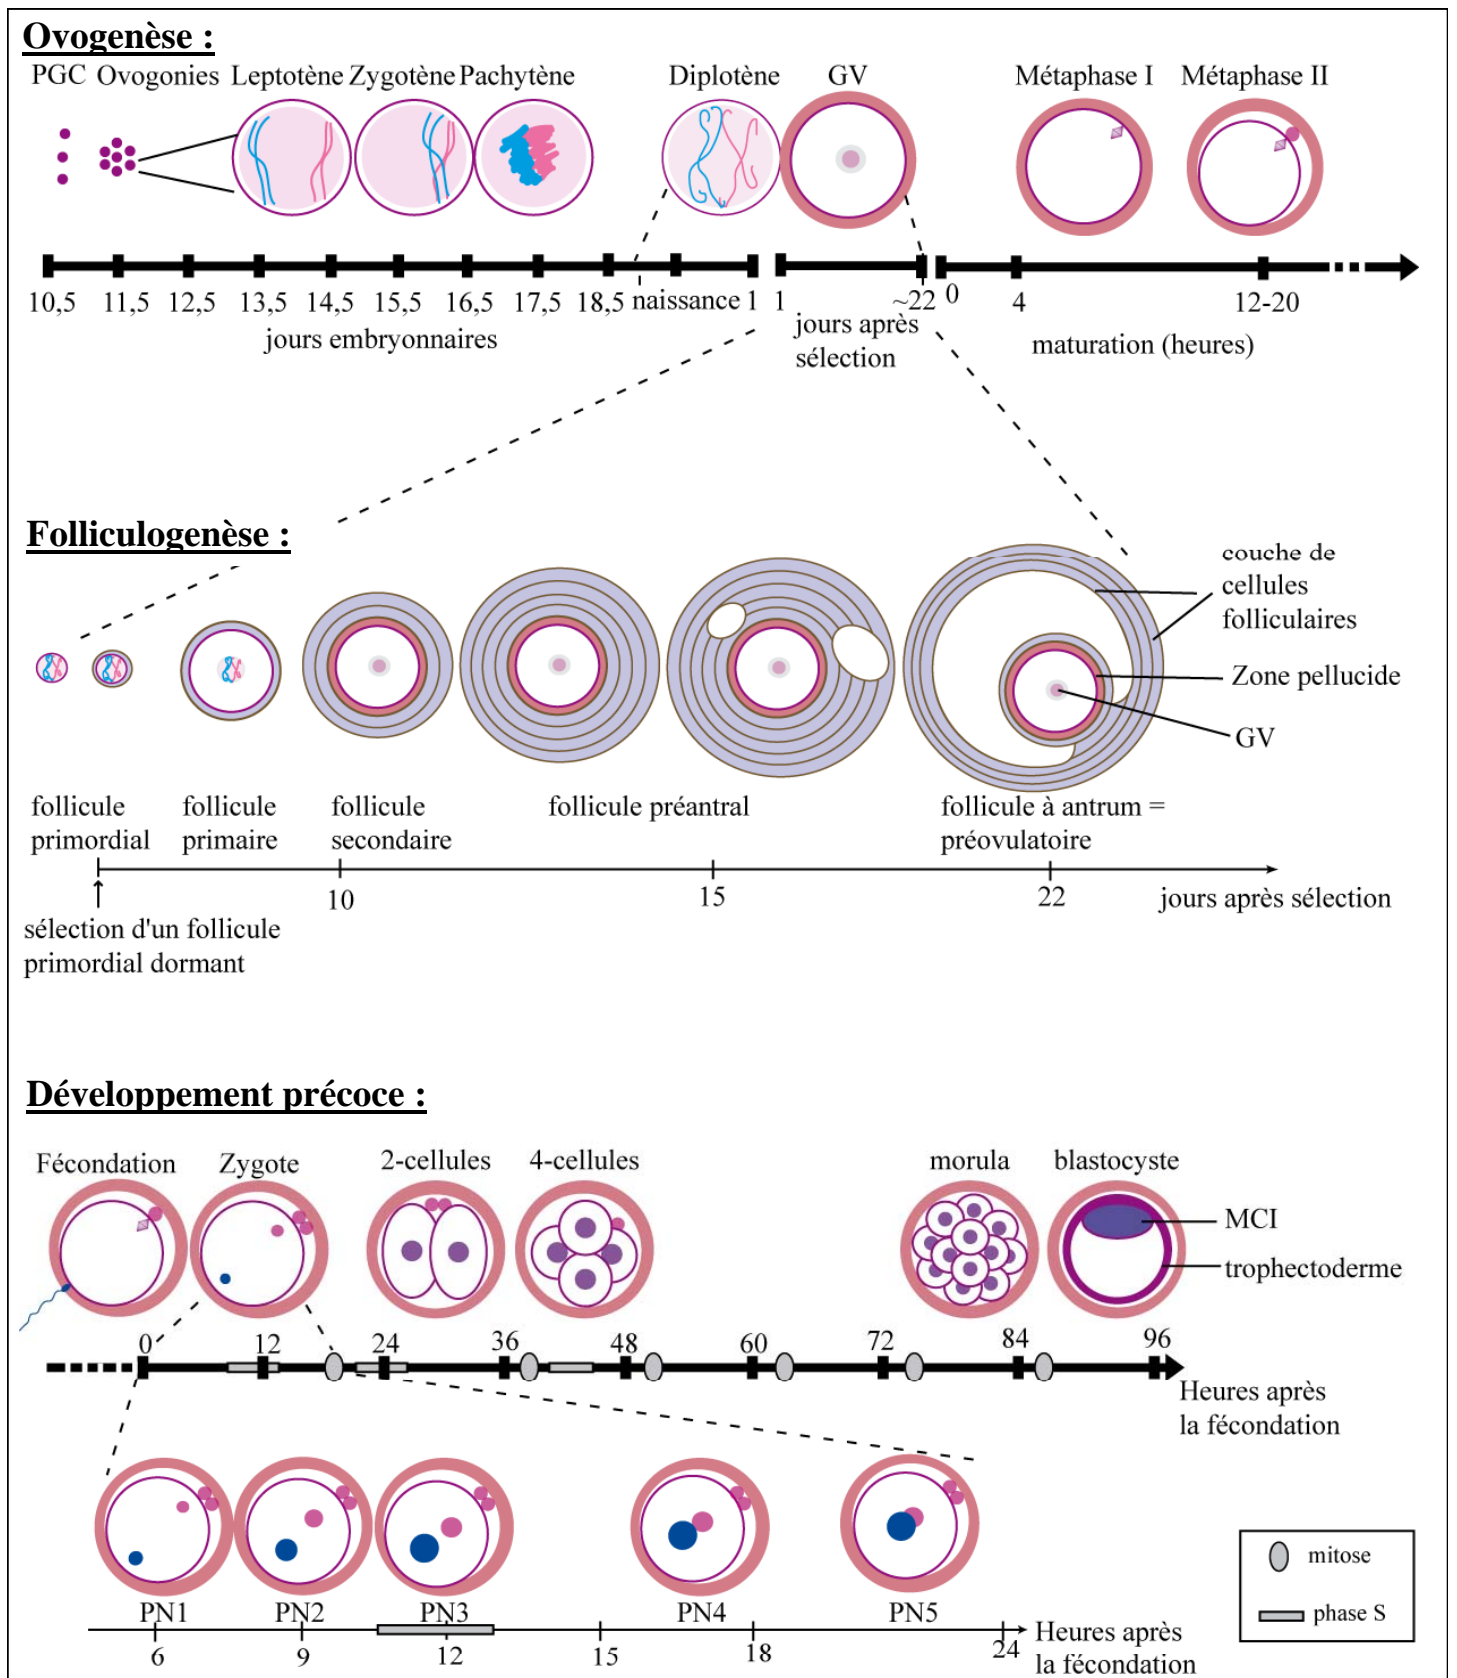 Ovogenèse :
PGC Ovogonies Leptotène Zygotène Pachytène Diplotène GV Métaphase I Métaphase II
10,5 11,5 12,5 13,5 14,5 15,5 16,5 17,5 18,5 naissance 1 1 ~22 0 4 12-20
jours embryonnaires
jours après
sélection
maturation (heures)
Folliculogenèse :
couche de
cellules
folliculaires
Zone pellucide
GV
follicule
primordial
follicule
primaire
follicule
secondaire
follicule préantral
follicule à antrum =
préovulatoire
10 15 22 jours après sélection
sélection d'un follicule
primordial dormant
Développement précoce :
Fécondation Zygote 2-cellules 4-cellules morula blastocyste
MCI
trophectoderme
0 12 24 36 48 60 72 84 96
Heures après
la fécondation
PN1 PN2 PN3 PN4 PN5
6 9 12 15 18 24
Heures après
la fécondation
mitose
phase S